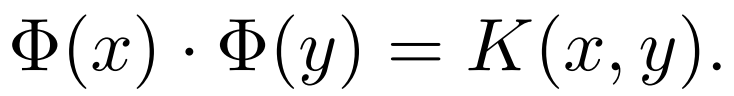 Φ(x) · Φ(y) = K(x, y).